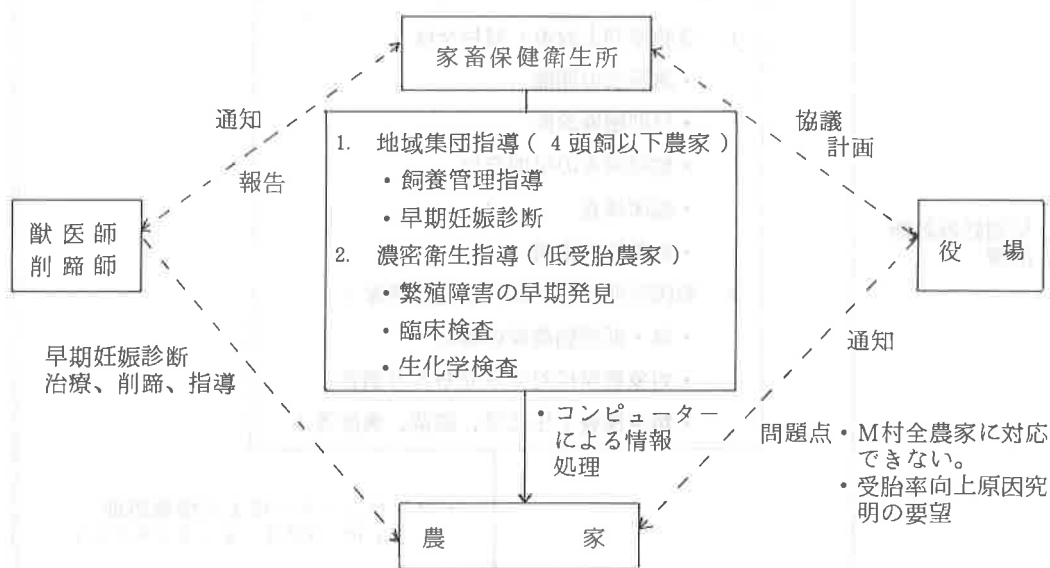 家畜保健衛生所
通知
報告
協議
計画
1. 地域集団指導(4頭飼以下農家)
・飼養管理指導
・早期妊娠診断
2. 濃密衛生指導(低受胎農家)
・繁殖障害の早期発見
・臨床検査
・生化学検査
獣医師
削蹄師
役場
早期妊娠診断
治療、削蹄、指導
通知
・コンピューター
による情報
処理
問題点・M村全農家に対応
できない。
・受胎率向上原因究
明の要望
農家